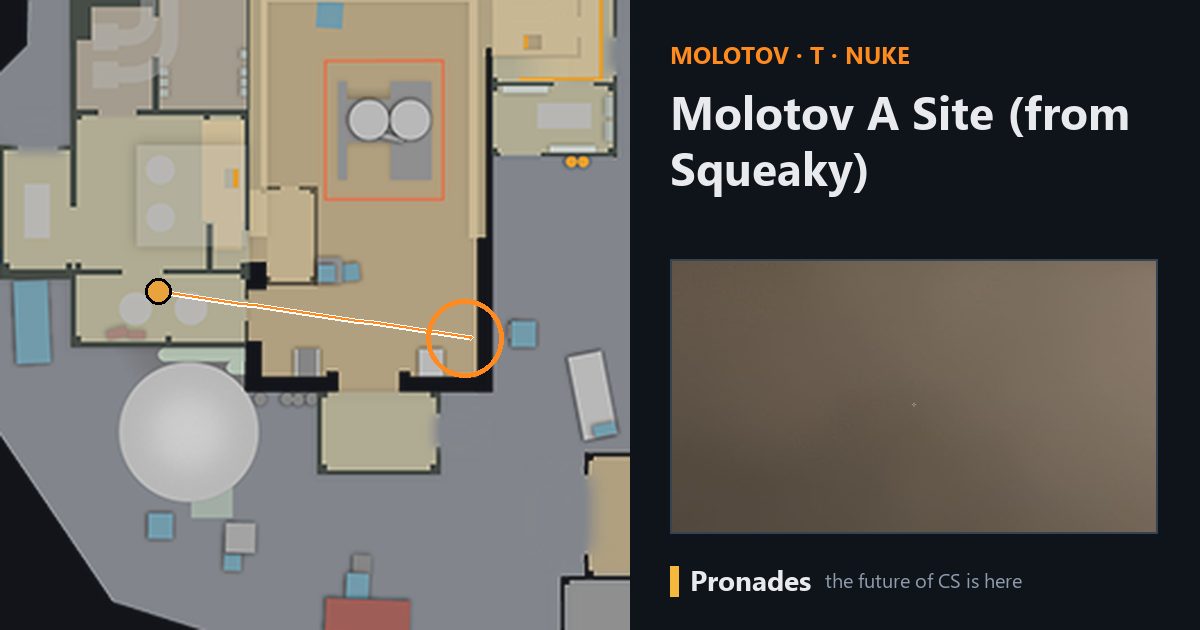 MOLOTOV · T · NUKE
Molotov A Site (from
Squeaky)
Pronades the future of CS is here